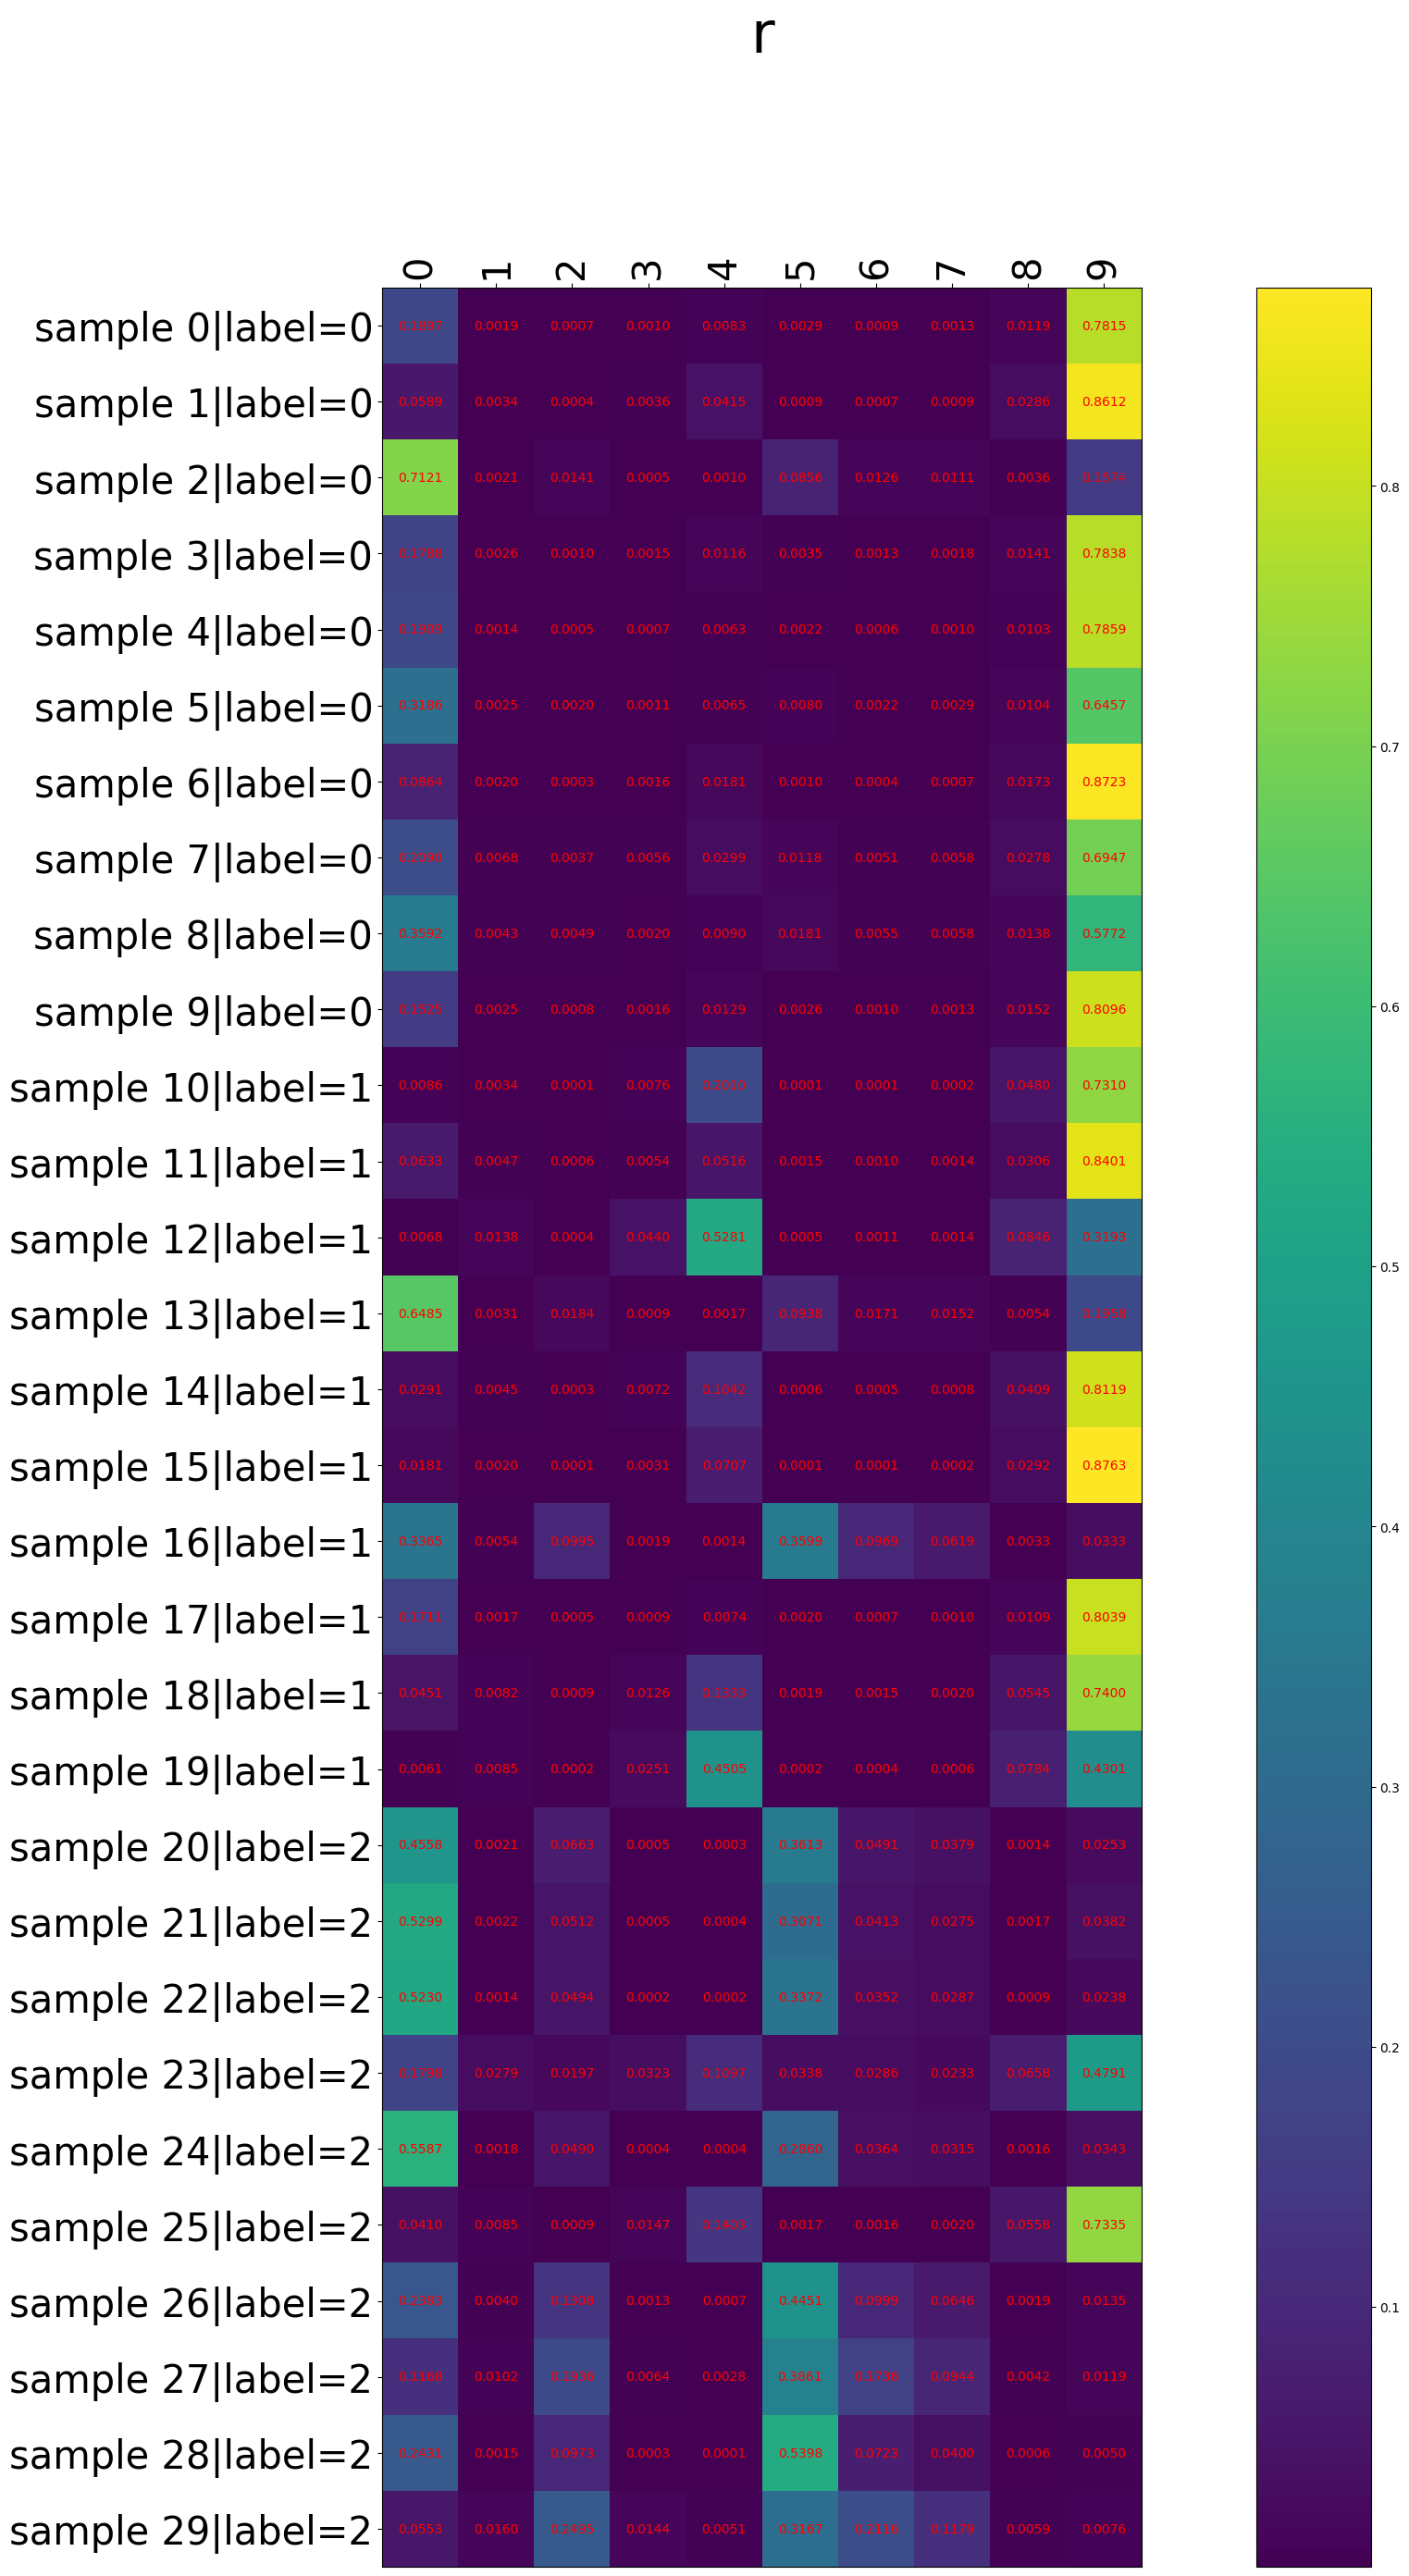 r
0 1 2 3 4 5 6 7 8 9
sample 0|label=0 0.0019 0.0007 0.0010 0.0083 0.0029 0.0009 0.0013 0.0119 0.7815
sample 1|label=0 0.0589 0.0034 0.0004 0.0036 0.0415 0.0009 0.0007 0.0009 0.0286 0.8612
sample 2|label=0 0.7121 0.0021 0.0141 0.0005 0.0010 0.0856 0.0126 0.0111 0.0036 0.1574
sample 3|label=0 0.0026 0.0010 0.0015 0.0116 0.0035 0.0013 0.0018 0.0141 0.7838
sample 4|label=0 0.1909 0.0014 0.0005 0.0007 0.0063 0.0022 0.0006 0.0010 0.0103 0.7859
sample 5|label=0 0.3186 0.0025 0.0020 0.0011 0.0065 0.0080 0.0022 0.0029 0.0104 0.6457
sample 6|label=0 0.0864 0.0020 0.0003 0.0016 0.0181 0.0010 0.0004 0.0007 0.0173 0.8723
sample 7|label=0 0.0068 0.0037 0.0056 0.0299 0.0118 0.0051 0.0058 0.0278 0.6947
sample 8|label=0 0.3592 0.0043 0.0049 0.0020 0.0090 0.0181 0.0055 0.0058 0.0138 0.5772
sample 9|label=0 0.1525 0.0025 0.0008 0.0016 0.0129 0.0026 0.0010 0.0013 0.0152 0.8096
sample 10|label=1 0.0086 0.0034 0.0001 0.0076 0.0001 0.0001 0.0002 0.0480 0.7310
sample 11|label=1 0.0633 0.0047 0.0006 0.0054 0.0516 0.0015 0.0010 0.0014 0.0306 0.8401
sample 12|label=1 0.0068 0.0138 0.0004 0.0440 0.5281 0.0005 0.0011 0.0014 0.0846 0.3193
sample 13|label=1 0.6485 0.0031 0.0184 0.0009 0.0017 0.0938 0.0171 0.0152 0.0054 0.1958
sample 14|label=1 0.0291 0.0045 0.0003 0.0072 0.1042 0.0006 0.0005 0.0008 0.0409 0.8119
sample 15|label=1 0.0181 0.0020 0.0001 0.0031 0.0707 0.0001 0.0001 0.0002 0.0292 0.8763
sample 16|label=1 0.3365 0.0054 0.0995 0.0019 0.0014 0.3599 0.0969 0.0619 0.0033 0.0333
sample 17|label=1 0.1711 0.0017 0.0005 0.0009 0.0074 0.0020 0.0007 0.0010 0.0109 0.8039
sample 18|label=1 0.0451 0.0082 0.0009 0.0126 0.1353 0.0019 0.0015 0.0020 0.0545 0.7400
sample 19|label=1 0.0061 0.0085 0.0002 0.0251 0.4505 0.0002 0.0004 0.0006 0.0784 0.4301
sample 20|label=2 0.4558 0.0021 0.0663 0.0005 0.0003 0.3613 0.0491 0.0379 0.0014 0.0253
sample 21|label=2 0.5299 0.0022 0.0512 0.0005 0.0004 0.3071 0.0413 0.0275 0.0017 0.0382
sample 22|label=2 0.5230 0.0014 0.0494 0.0002 0.0002 0.3372 0.0352 0.0287 0.0009 0.0238
sample 23|label=2 0.0279 0.0197 0.0323 0.1097 0.0338 0.0286 0.0233 0.0658 0.4791
sample 24|label=2 0.5587 0.0018 0.0490 0.0004 0.0004 0.2860 0.0364 0.0315 0.0016 0.0343
sample 25|label=2 0.0410 0.0085 0.0009 0.0147 0.1403 0.0017 0.0016 0.0020 0.0558 0.7335
sample 26|label=2 0.0040 0.0013 0.0007 0.4451 0.0999 0.0646 0.0019 0.0135
sample 27|label=2 0.1168 0.0102 0.0064 0.0028 0.3861 0.1736 0.0944 0.0042 0.0119
sample 28|label=2 0.2431 0.0015 0.0973 0.0003 0.0001 0.5398 0.0723 0.0400 0.0006 0.0050
sample 29|label=2 0.0553 0.0160 0.0144 0.0051 0.3167 0.1179 0.0059 0.0076
0.8
0.7
0.6
0.5
0.4
0.3
0.2
0.1